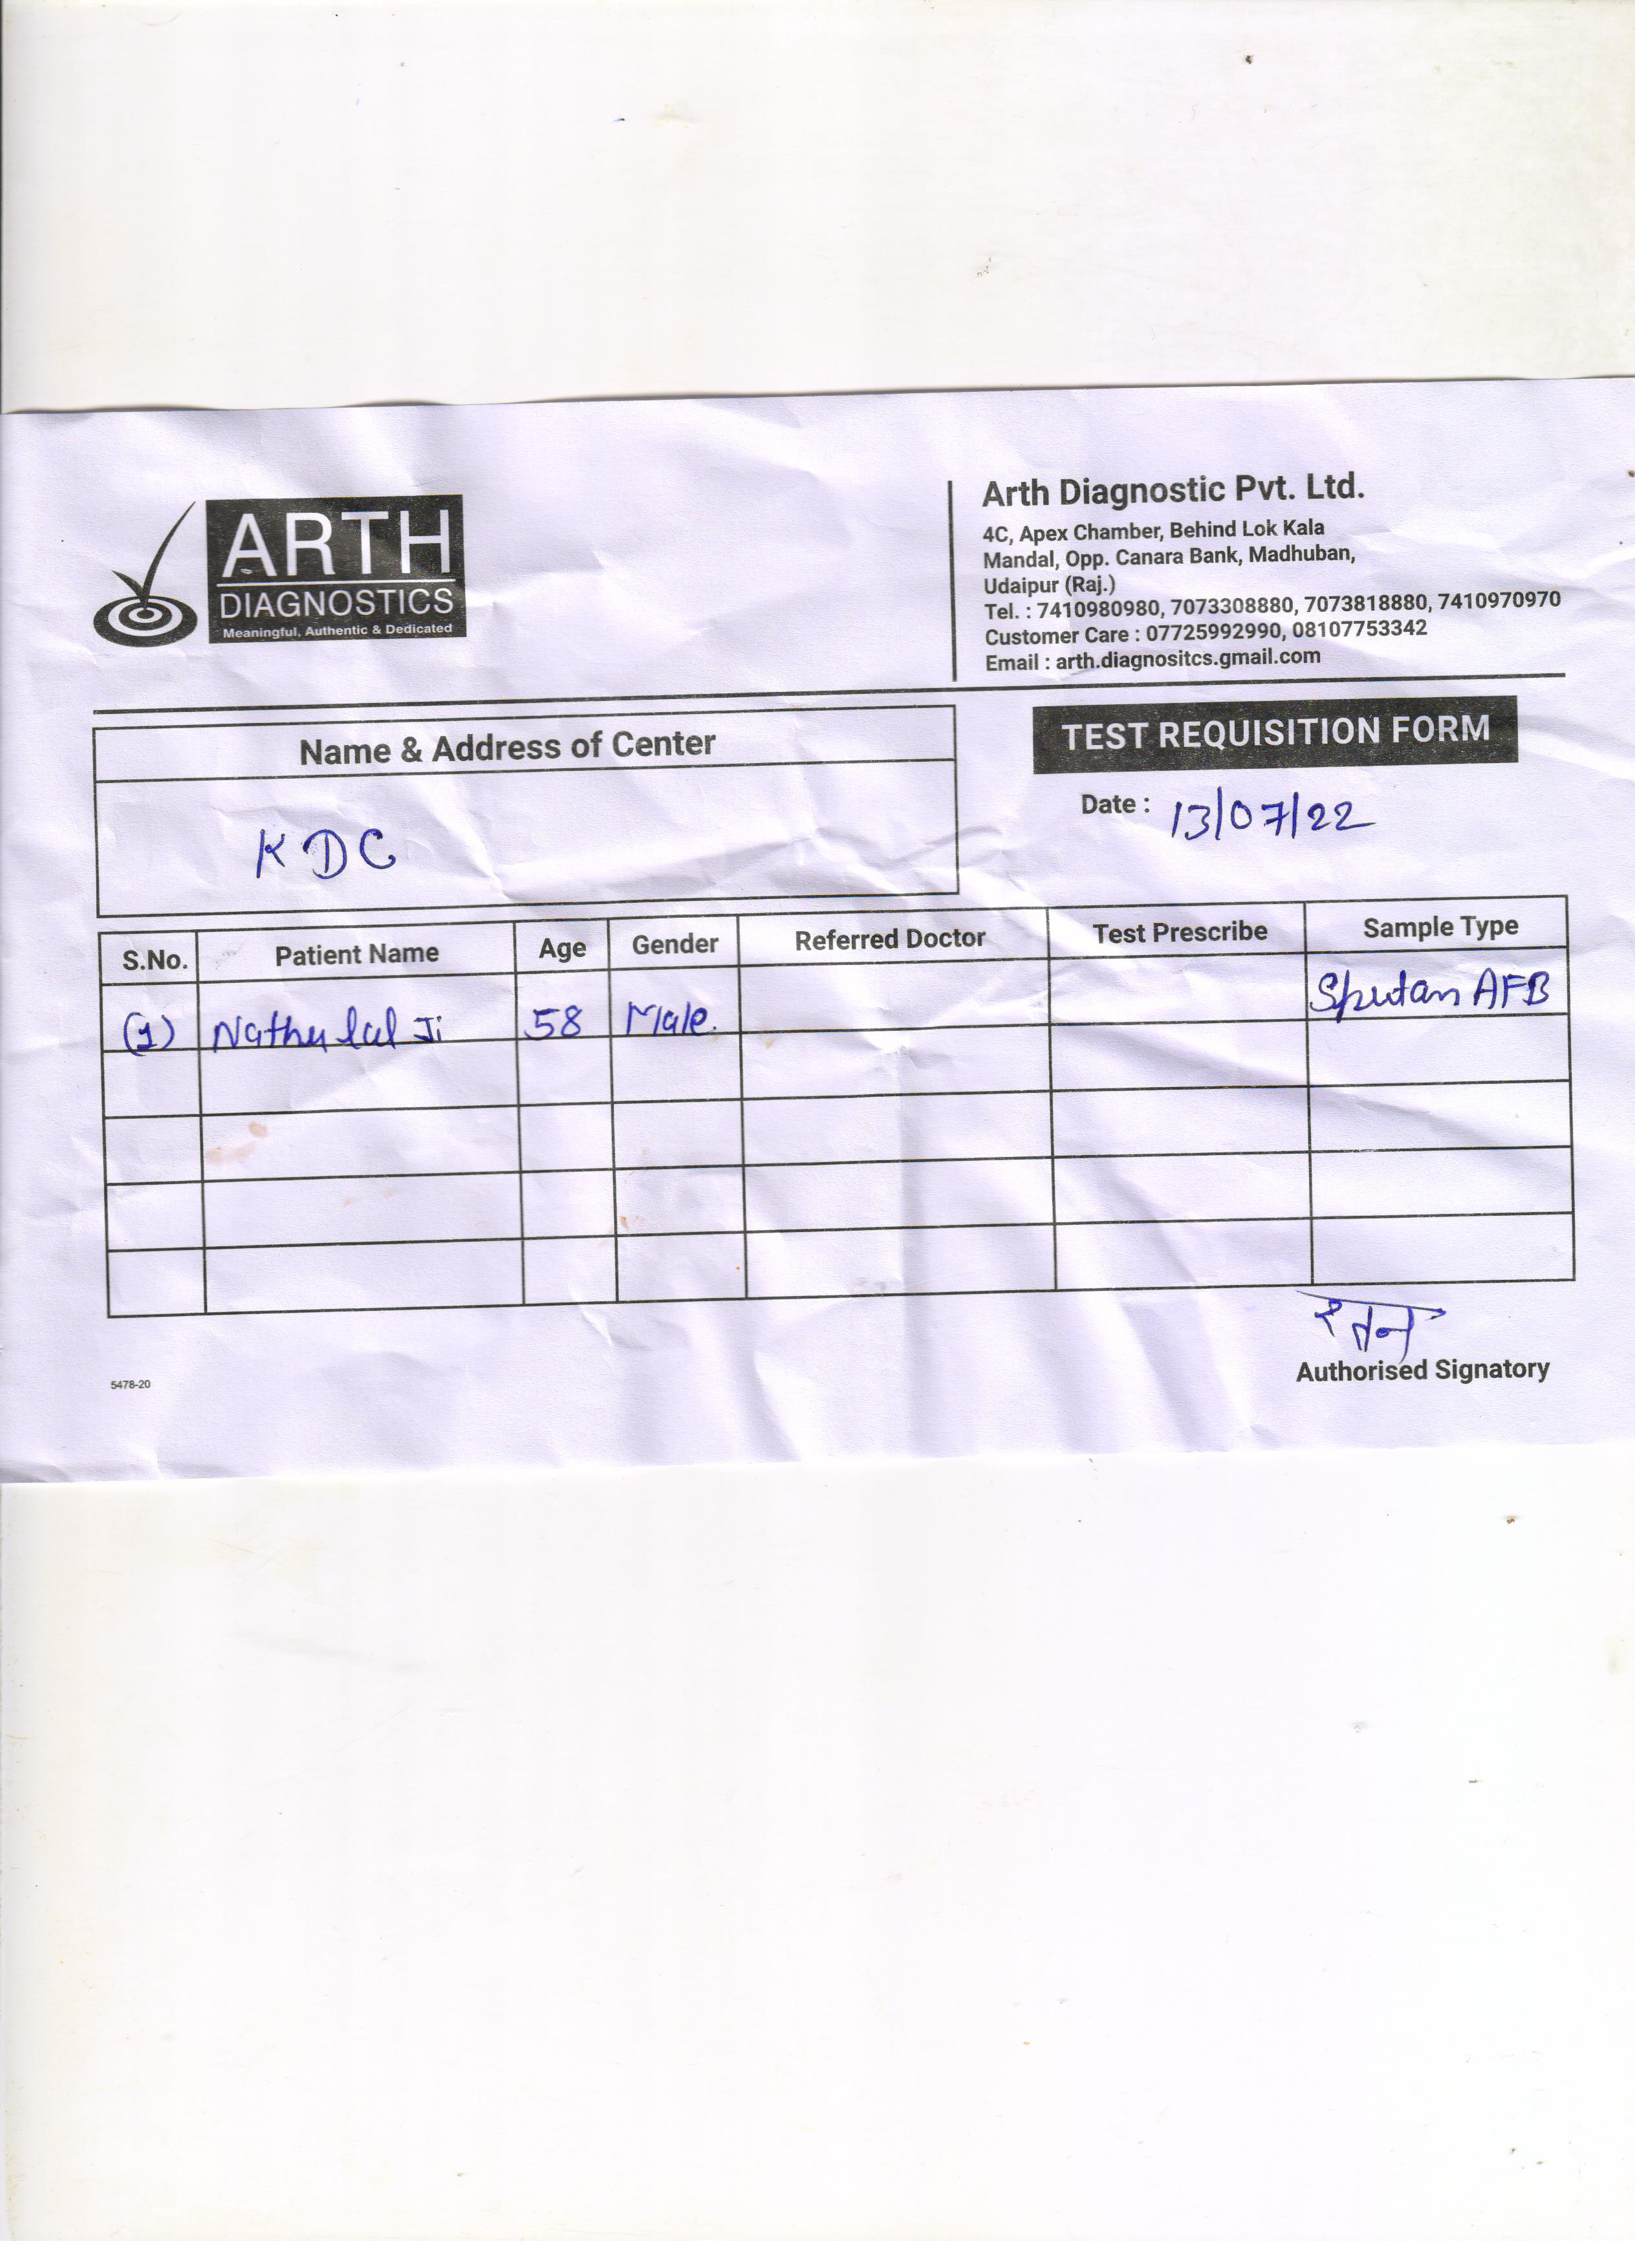 ARTH
DIAGNOSTICS
Meaningful, Authentic & Dedicated
Arth Diagnostic Pvt. Ltd.
4C, Apex Chamber, Behind Lok Kala
Mandal, Opp. Canara Bank, Madhuban,
Udaipur (Raj.)
Tel. : 7410980980, 7073308880, 7073818880, 7410970970
Customer Care : 07725992990, 08107753342
Email : arth.diagnositcs.gmail.com
Name & Address of Center
KDC
TEST REQUISITION FORM
Date : 13/07/22
S.No. Patient Name Age Gender Referred Doctor Test Prescribe Sample Type
(1) Nathulal Ji 58 Male. Sputam AFB
रतन
Authorised Signatory
5478-20